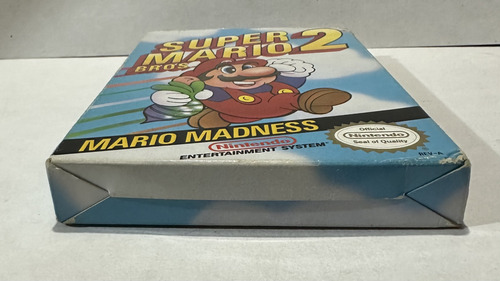 SUPER
MARIO 2
BROS
MARIO MADNESS
Nintendo
ENTERTAINMENT SYSTEM
Official
Nintendo
Seal of Quality
REV-A